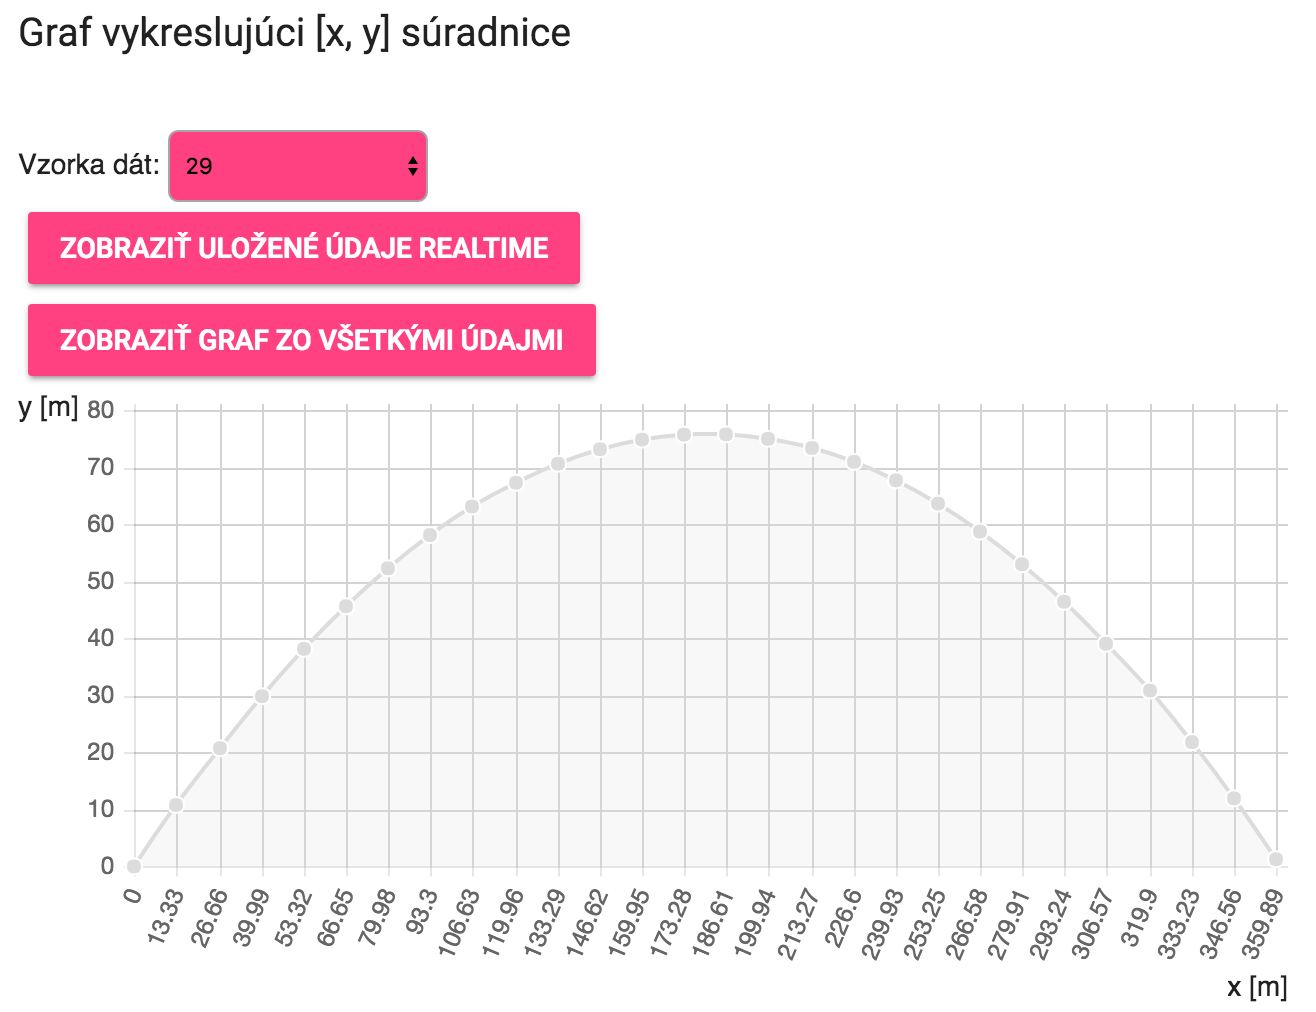 Graf vykreslujúci [x, y] súradnice
Vzorka dát: 29
ZOBRAZIŤ ULOŽENÉ ÚDAJE REALTIME
ZOBRAZIŤ GRAF ZO VŠETKÝMI ÚDAJMI
y [m]
80
70
60
50
40
30
20
10
0
0 13.33 26.66 39.99 53.32 66.65 79.98 93.3 106.63 119.96 133.29 146.62 159.95 173.28 186.61 199.94 213.27 226.6 239.93 253.25 266.58 279.91 293.24 306.57 319.9 333.23 346.56 359.89
x [m]